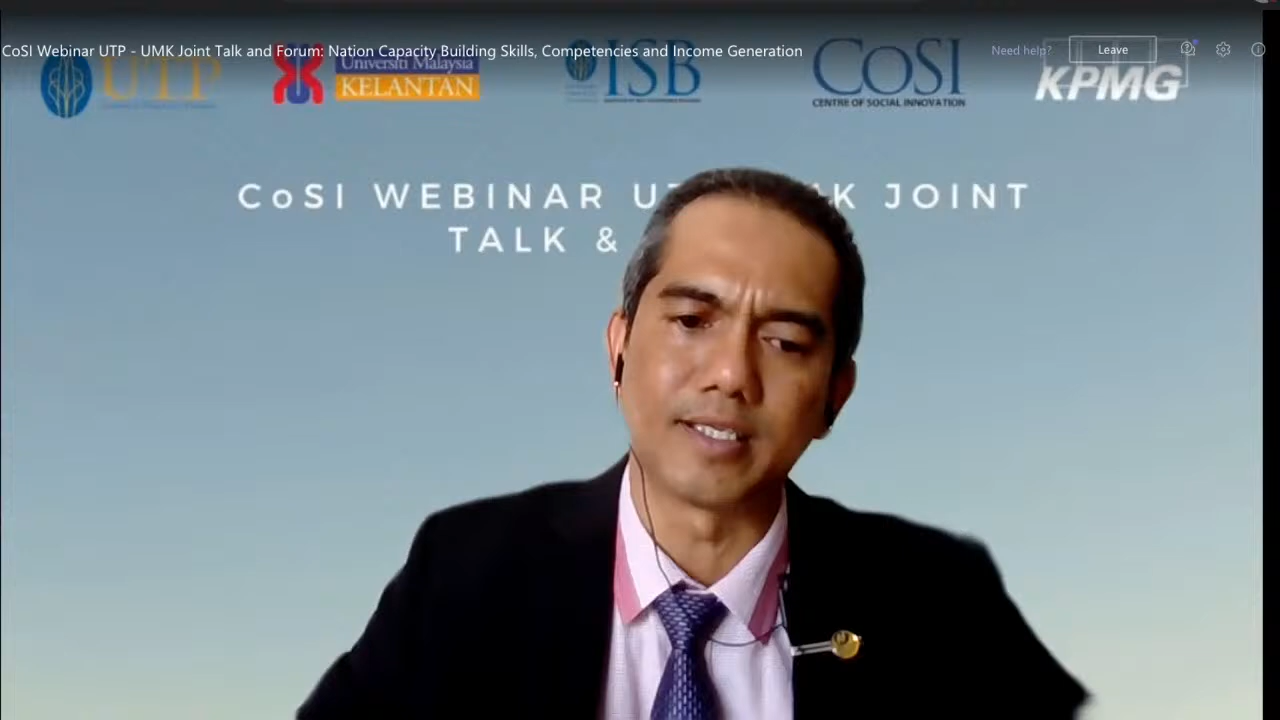 CoSI Webinar UTP - UMK Joint Talk and Forum: Nation Capacity Building Skills, Competencies and Income Generation
Need help?
Leave
UTP
Universiti Malaysia
KELANTAN
ISB
CoSI
CENTRE OF SOCIAL INNOVATION
KPMG
CoSI WEBINAR U JOINT
TALK &